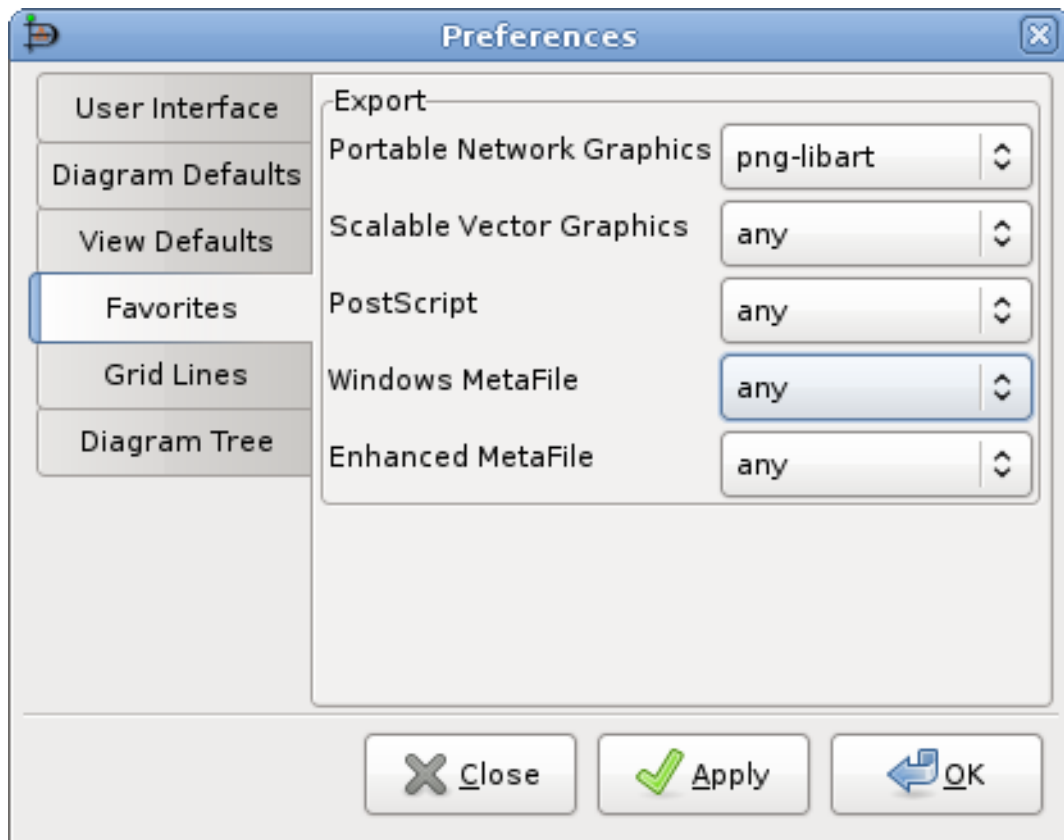 Preferences
User Interface
Diagram Defaults
View Defaults
Favorites
Grid Lines
Diagram Tree
Export
Portable Network Graphics png-libart
Scalable Vector Graphics any
PostScript any
Windows MetaFile any
Enhanced MetaFile any
Close Apply OK